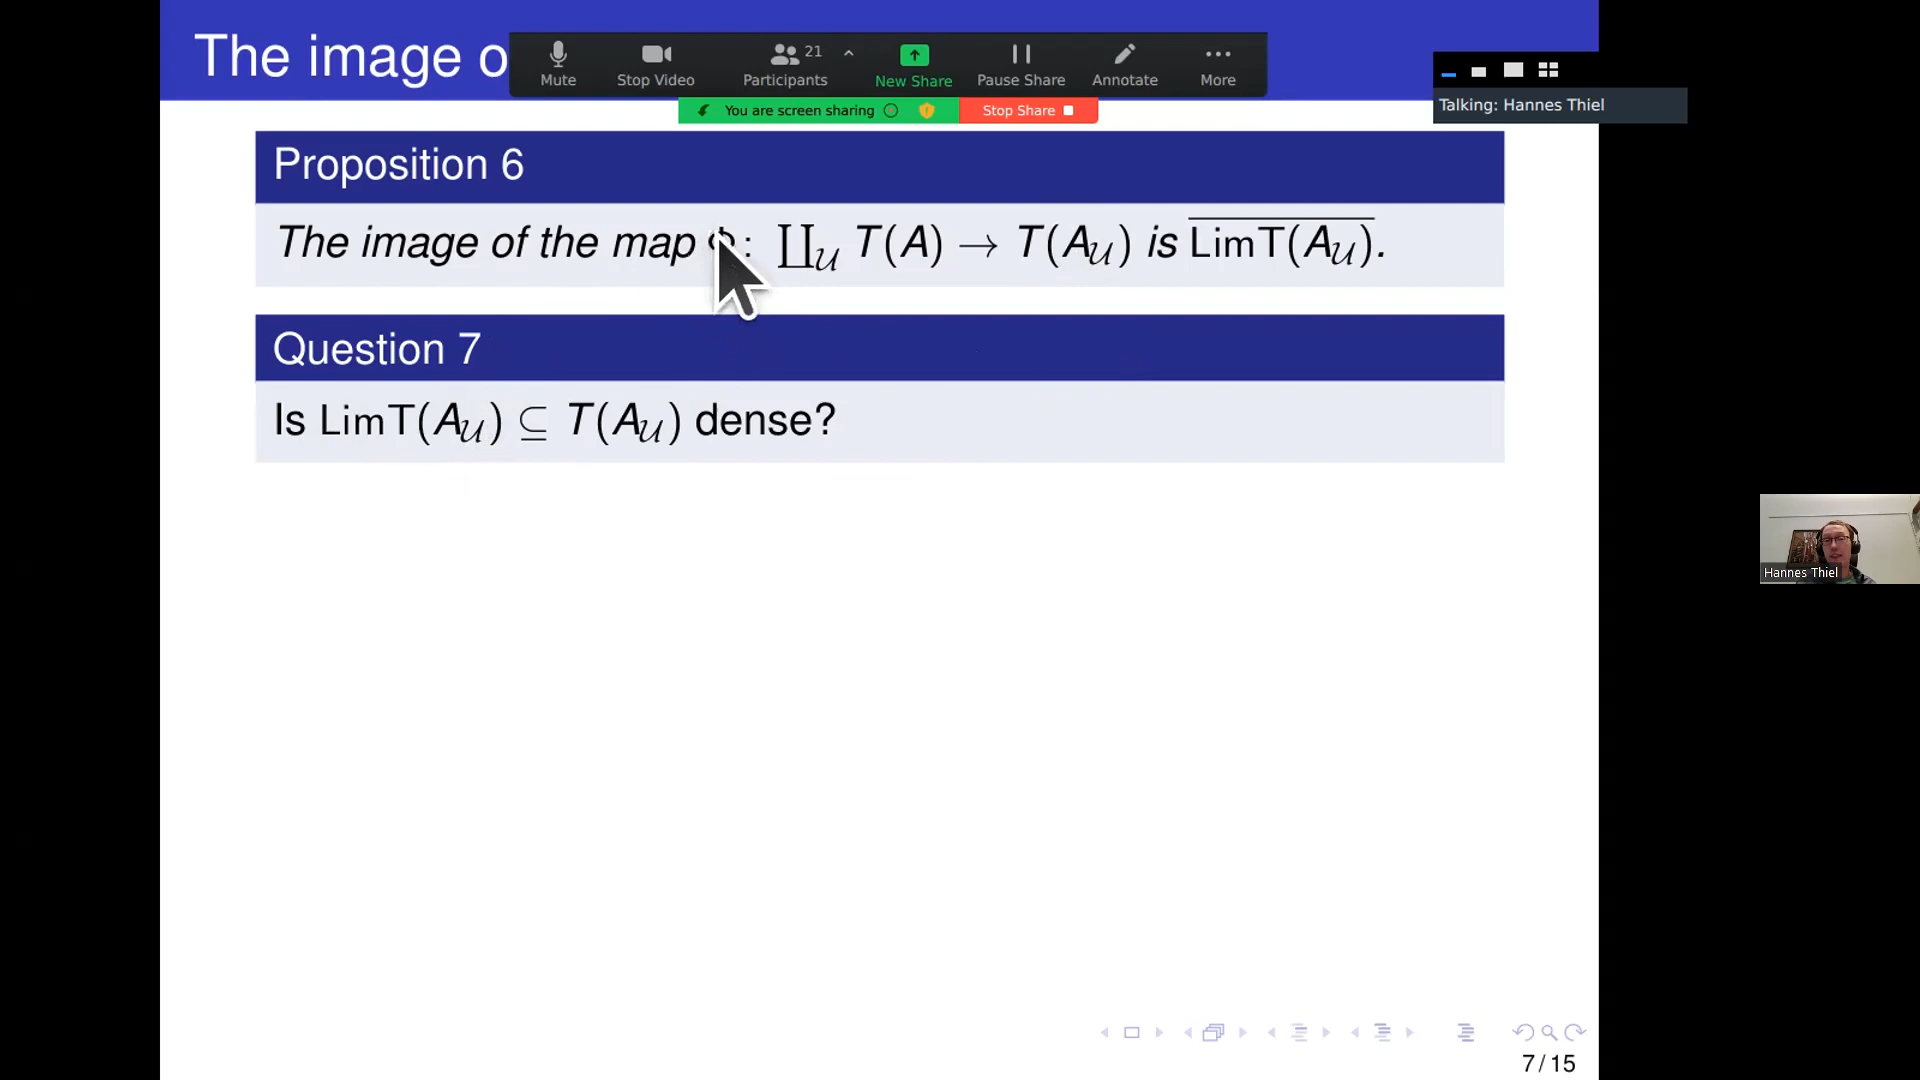 The image o
Mute
Stop Video
Participants
21
New Share
Pause Share
Annotate
More
You are screen sharing
Stop Share
Talking: Hannes Thiel
Proposition 6
The image of the map Φ: ∐_𝒰 T(A) → T(A_𝒰) is \overline{LimT(A_𝒰)}.
Question 7
Is LimT(A_𝒰) ⊆ T(A_𝒰) dense?
Hannes Thiel
7 / 15